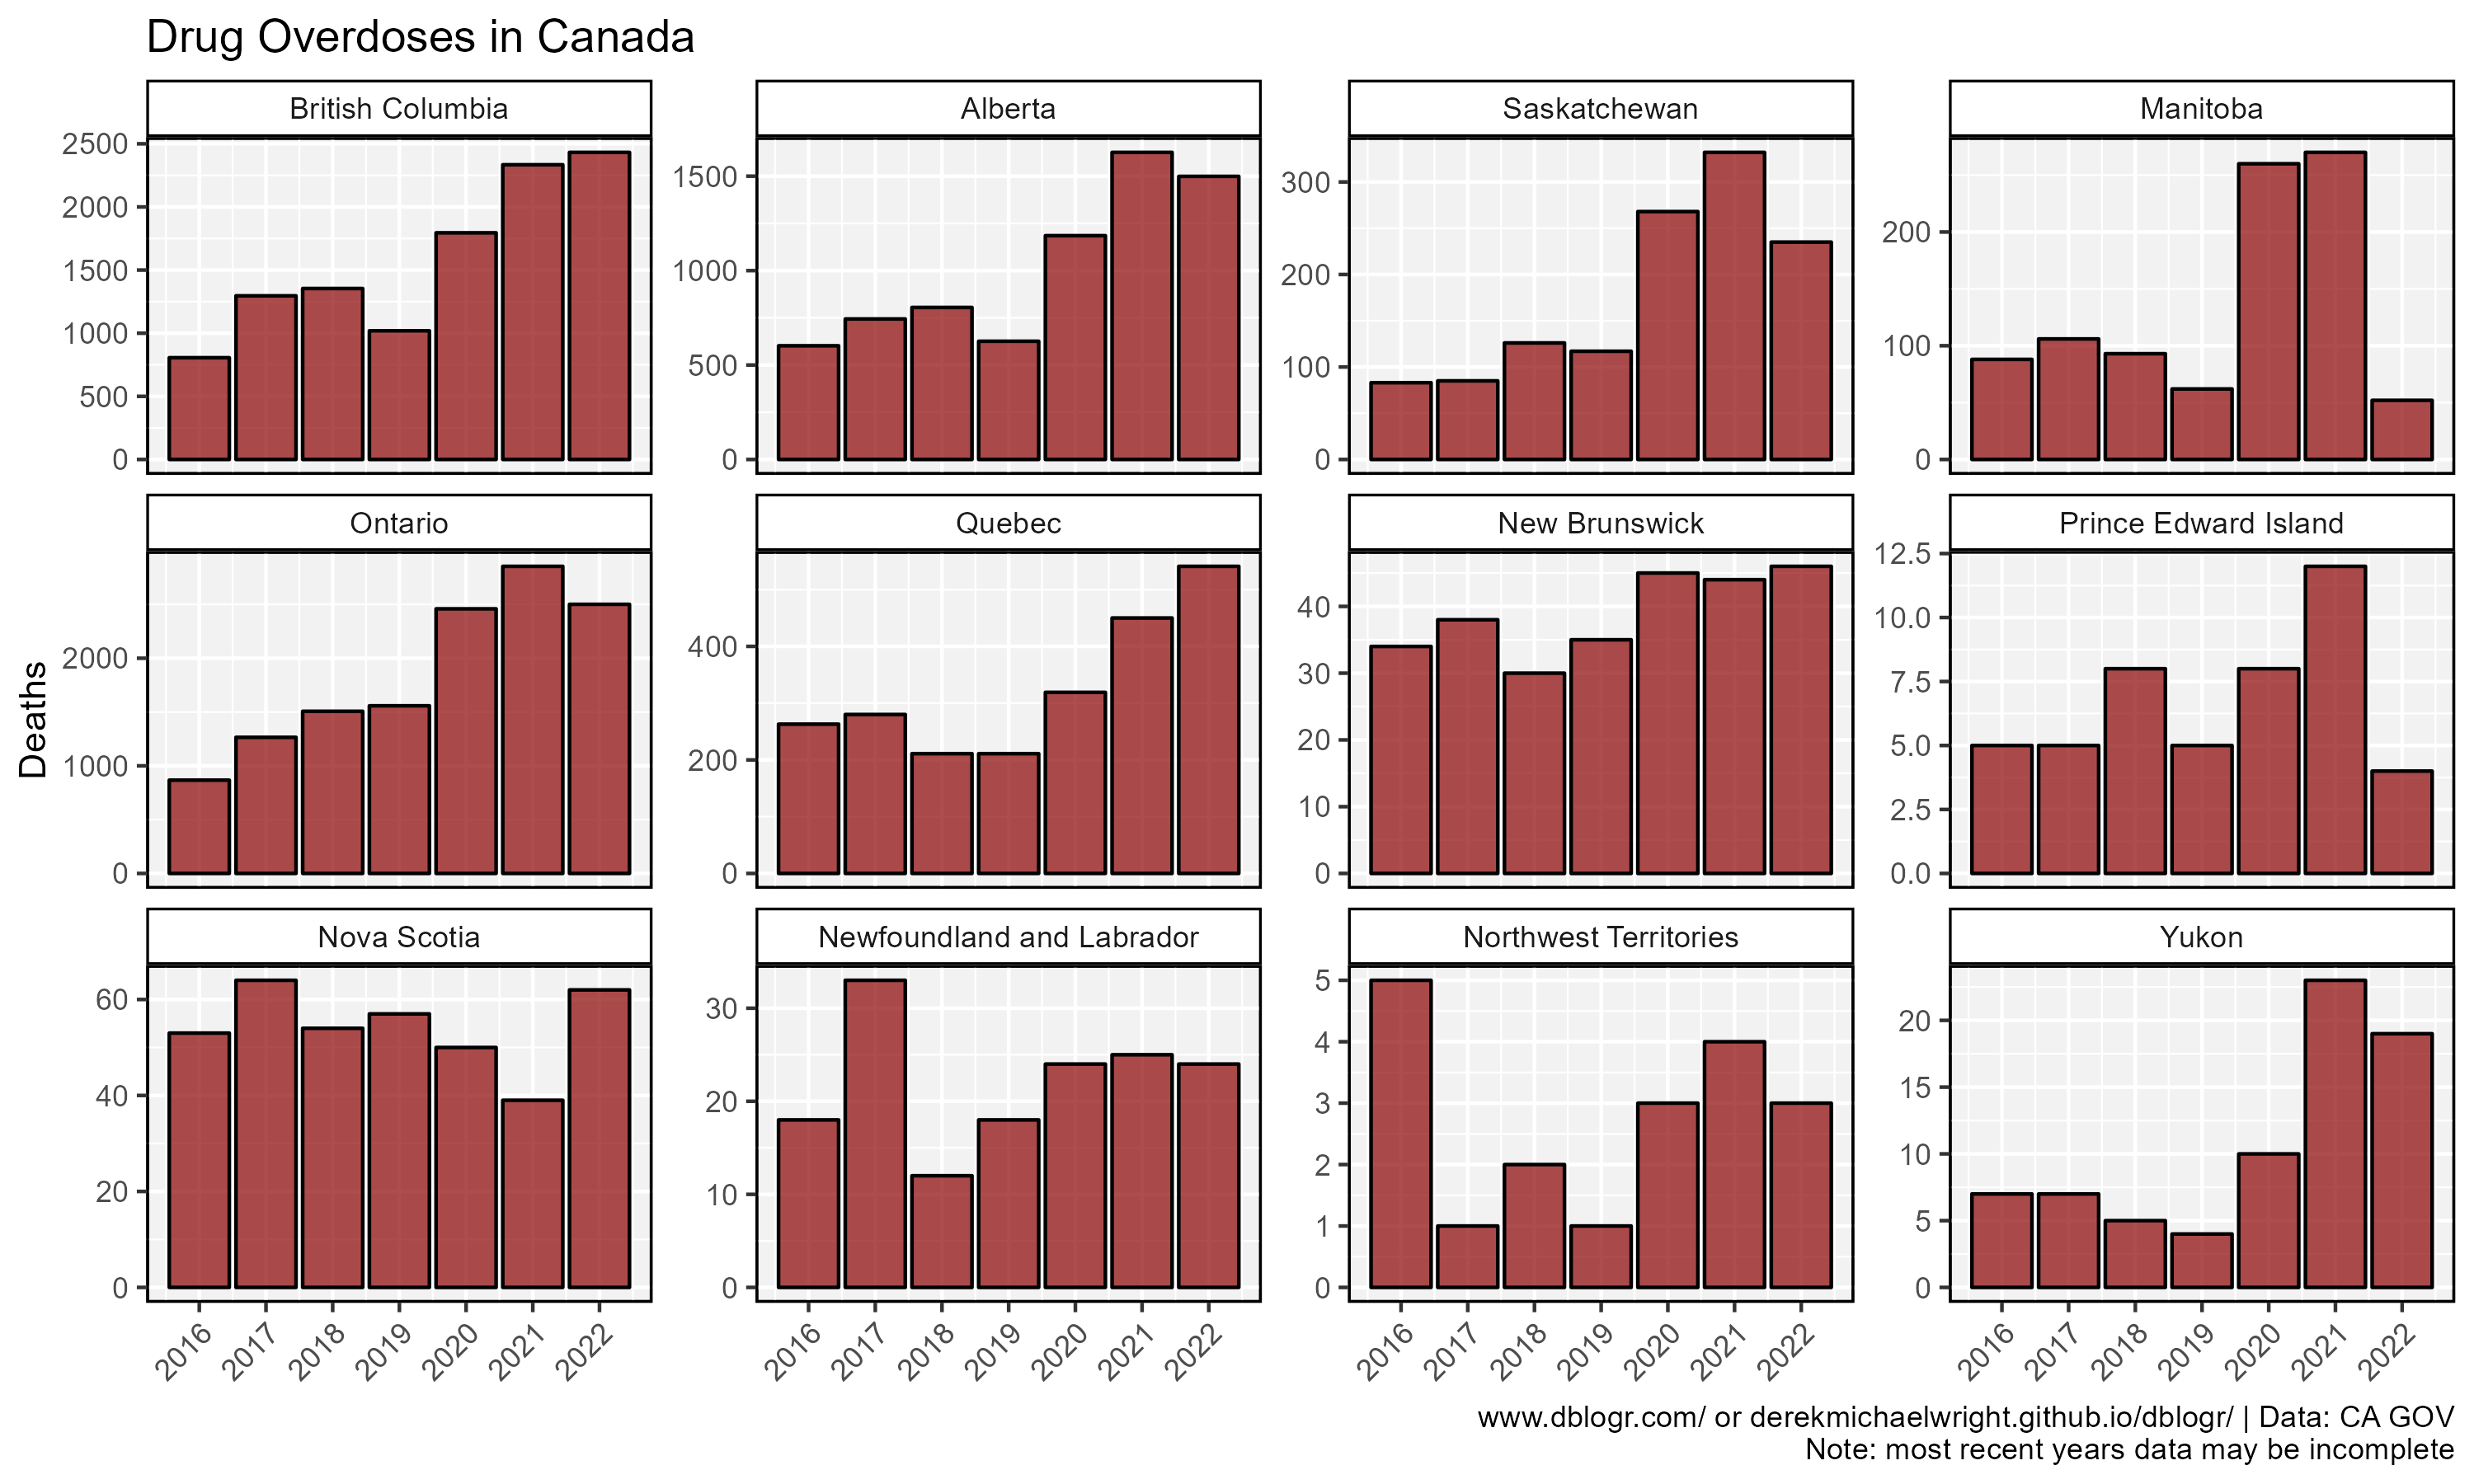 Drug Overdoses in Canada
British Columbia
Alberta
Saskatchewan
Manitoba
2500
2000
1500
1000
500
0
1500
1000
500
0
300
200
100
0
200
100
0
Ontario
Quebec
New Brunswick
Prince Edward Island
Deaths
2000
1000
0
400
200
0
40
30
20
10
0
12.5
10.0
7.5
5.0
2.5
0.0
Nova Scotia
Newfoundland and Labrador
Northwest Territories
Yukon
60
40
20
0
30
20
10
0
5
4
3
2
1
0
20
15
10
5
0
2016 2017 2018 2019 2020 2021 2022
2016 2017 2018 2019 2020 2021 2022
2016 2017 2018 2019 2020 2021 2022
2016 2017 2018 2019 2020 2021 2022
www.dblogr.com/ or derekmichaelwright.github.io/dblogr/ | Data: CA GOV
Note: most recent years data may be incomplete